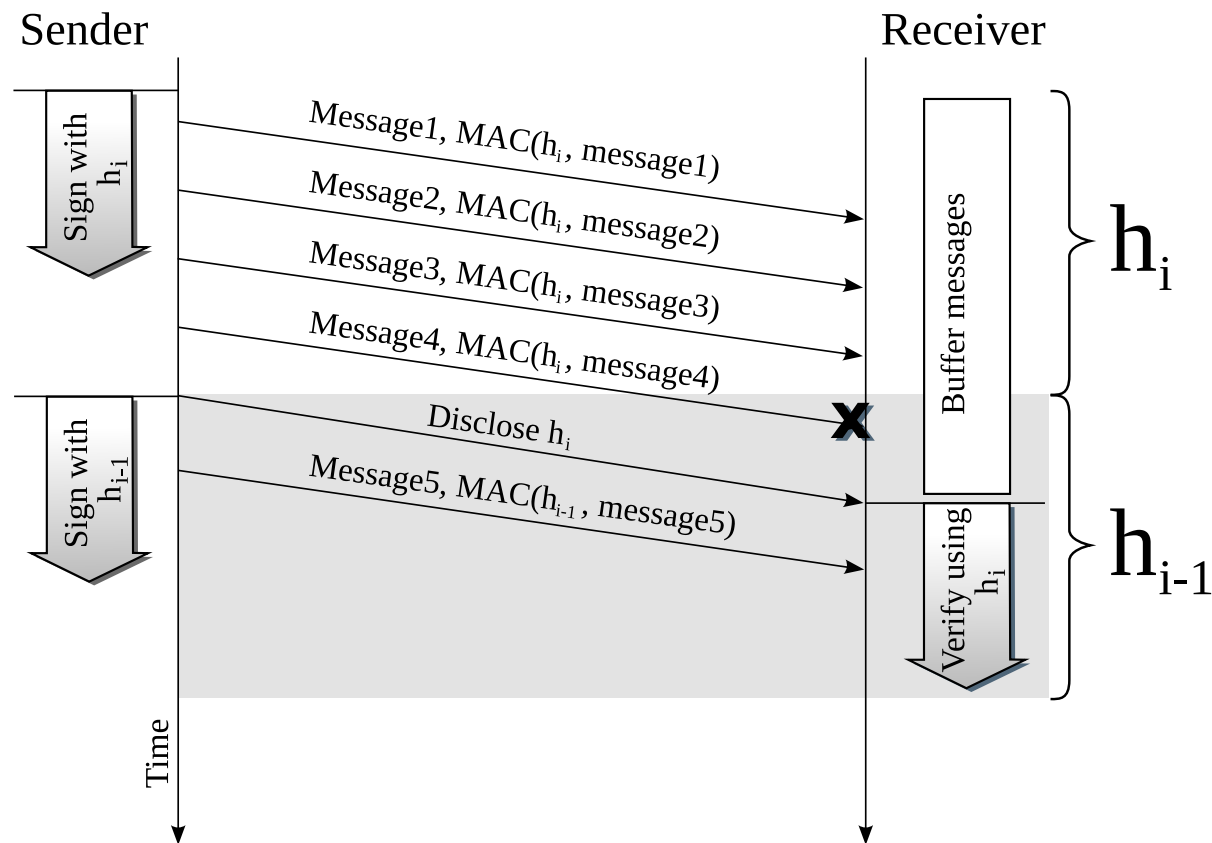 Sender
Receiver
Sign with
hᵢ
Message1, MAC(hᵢ, message1)
Message2, MAC(hᵢ, message2)
Message3, MAC(hᵢ, message3)
Message4, MAC(hᵢ, message4)
Buffer messages
hᵢ
Sign with
hᵢ₋₁
X
Disclose hᵢ
Message5, MAC(hᵢ₋₁, message5)
Verify using
hᵢ
hᵢ₋₁
Time